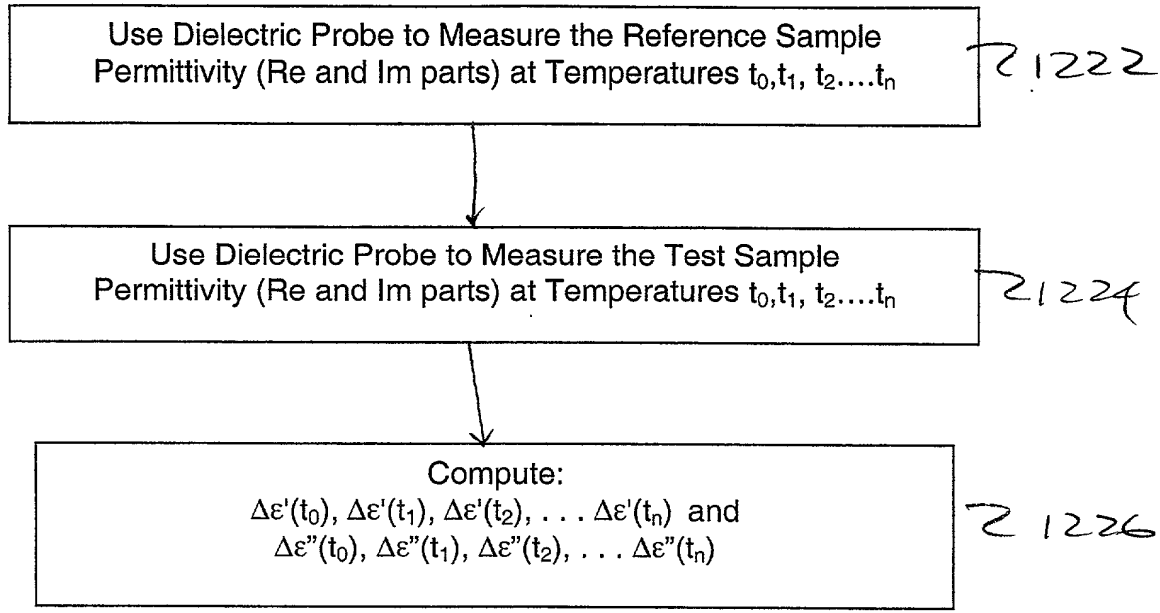 Use Dielectric Probe to Measure the Reference Sample
Permittivity (Re and Im parts) at Temperatures t₀,t₁, t₂....tₙ
1222
Use Dielectric Probe to Measure the Test Sample
Permittivity (Re and Im parts) at Temperatures t₀,t₁, t₂....tₙ
1224
Compute:
Δε'(t₀), Δε'(t₁), Δε'(t₂), . . . Δε'(tₙ) and
Δε"(t₀), Δε"(t₁), Δε"(t₂), . . . Δε"(tₙ)
1226